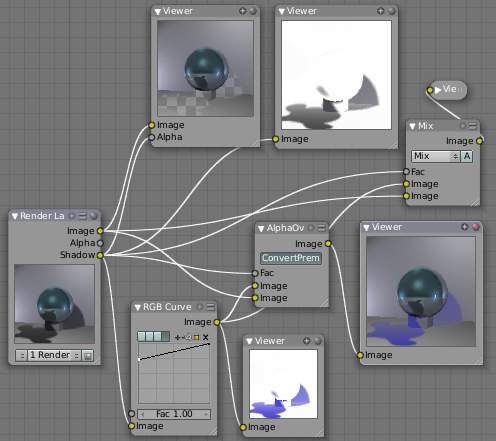 Viewer
Image
Alpha
Viewer
Image
Vie
Mix
Image
Mix
A
Fac
Image
Image
Render La
Image
Alpha
Shadow
1 Render
AlphaOv
Image
ConvertPrem
Fac
Image
Image
Viewer
Image
RGB Curve
Image
Fac 1.00
Image
Viewer
Image